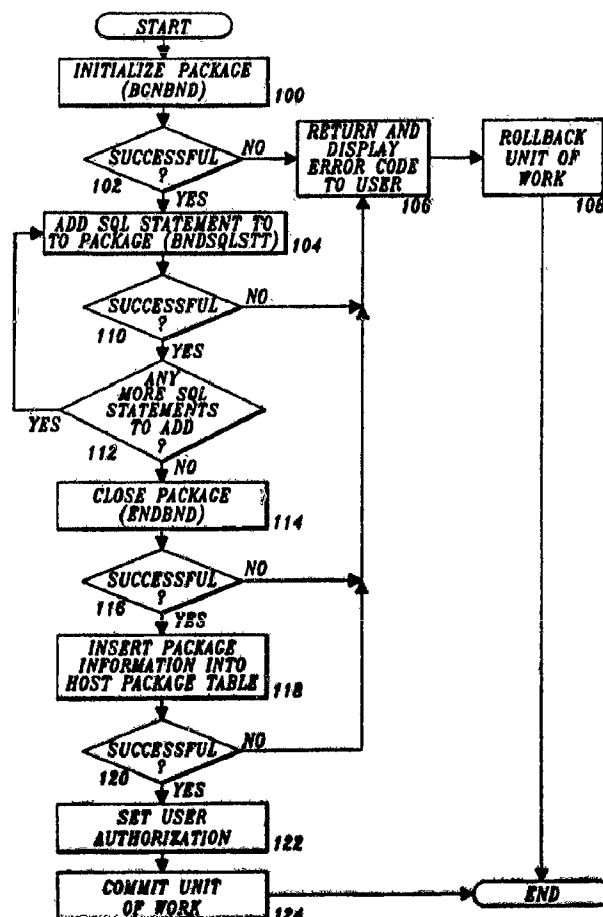 START
INITIALIZE PACKAGE
(BGNBND)
100
SUCCESSFUL
?
102
NO
YES
RETURN AND
DISPLAY
ERROR CODE
TO USER
106
ROLLBACK
UNIT OF
WORK
108
ADD SQL STATEMENT TO
TO PACKAGE (BNDSQLSTT)
104
SUCCESSFUL
?
110
NO
YES
ANY
MORE SQL
STATEMENTS
TO ADD
?
112
YES
NO
CLOSE PACKAGE
(ENDBND)
114
SUCCESSFUL
?
116
NO
YES
INSERT PACKAGE
INFORMATION INTO
HOST PACKAGE TABLE
118
SUCCESSFUL
?
120
NO
YES
SET USER
AUTHORIZATION
122
COMMIT UNIT
OF WORK
124
END